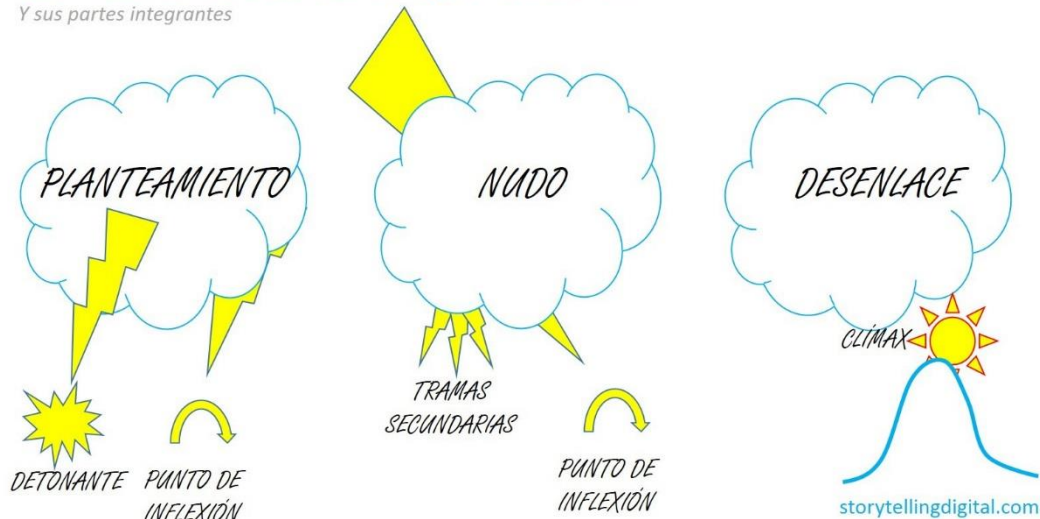 Y sus partes integrantes
PLANTEAMIENTO
NUDO
DESENLACE
CLÍMAX
TRAMAS
SECUNDARIAS
DETONANTE
PUNTO DE
INFLEXIÓN
PUNTO DE
INFLEXIÓN
storytellingdigital.com